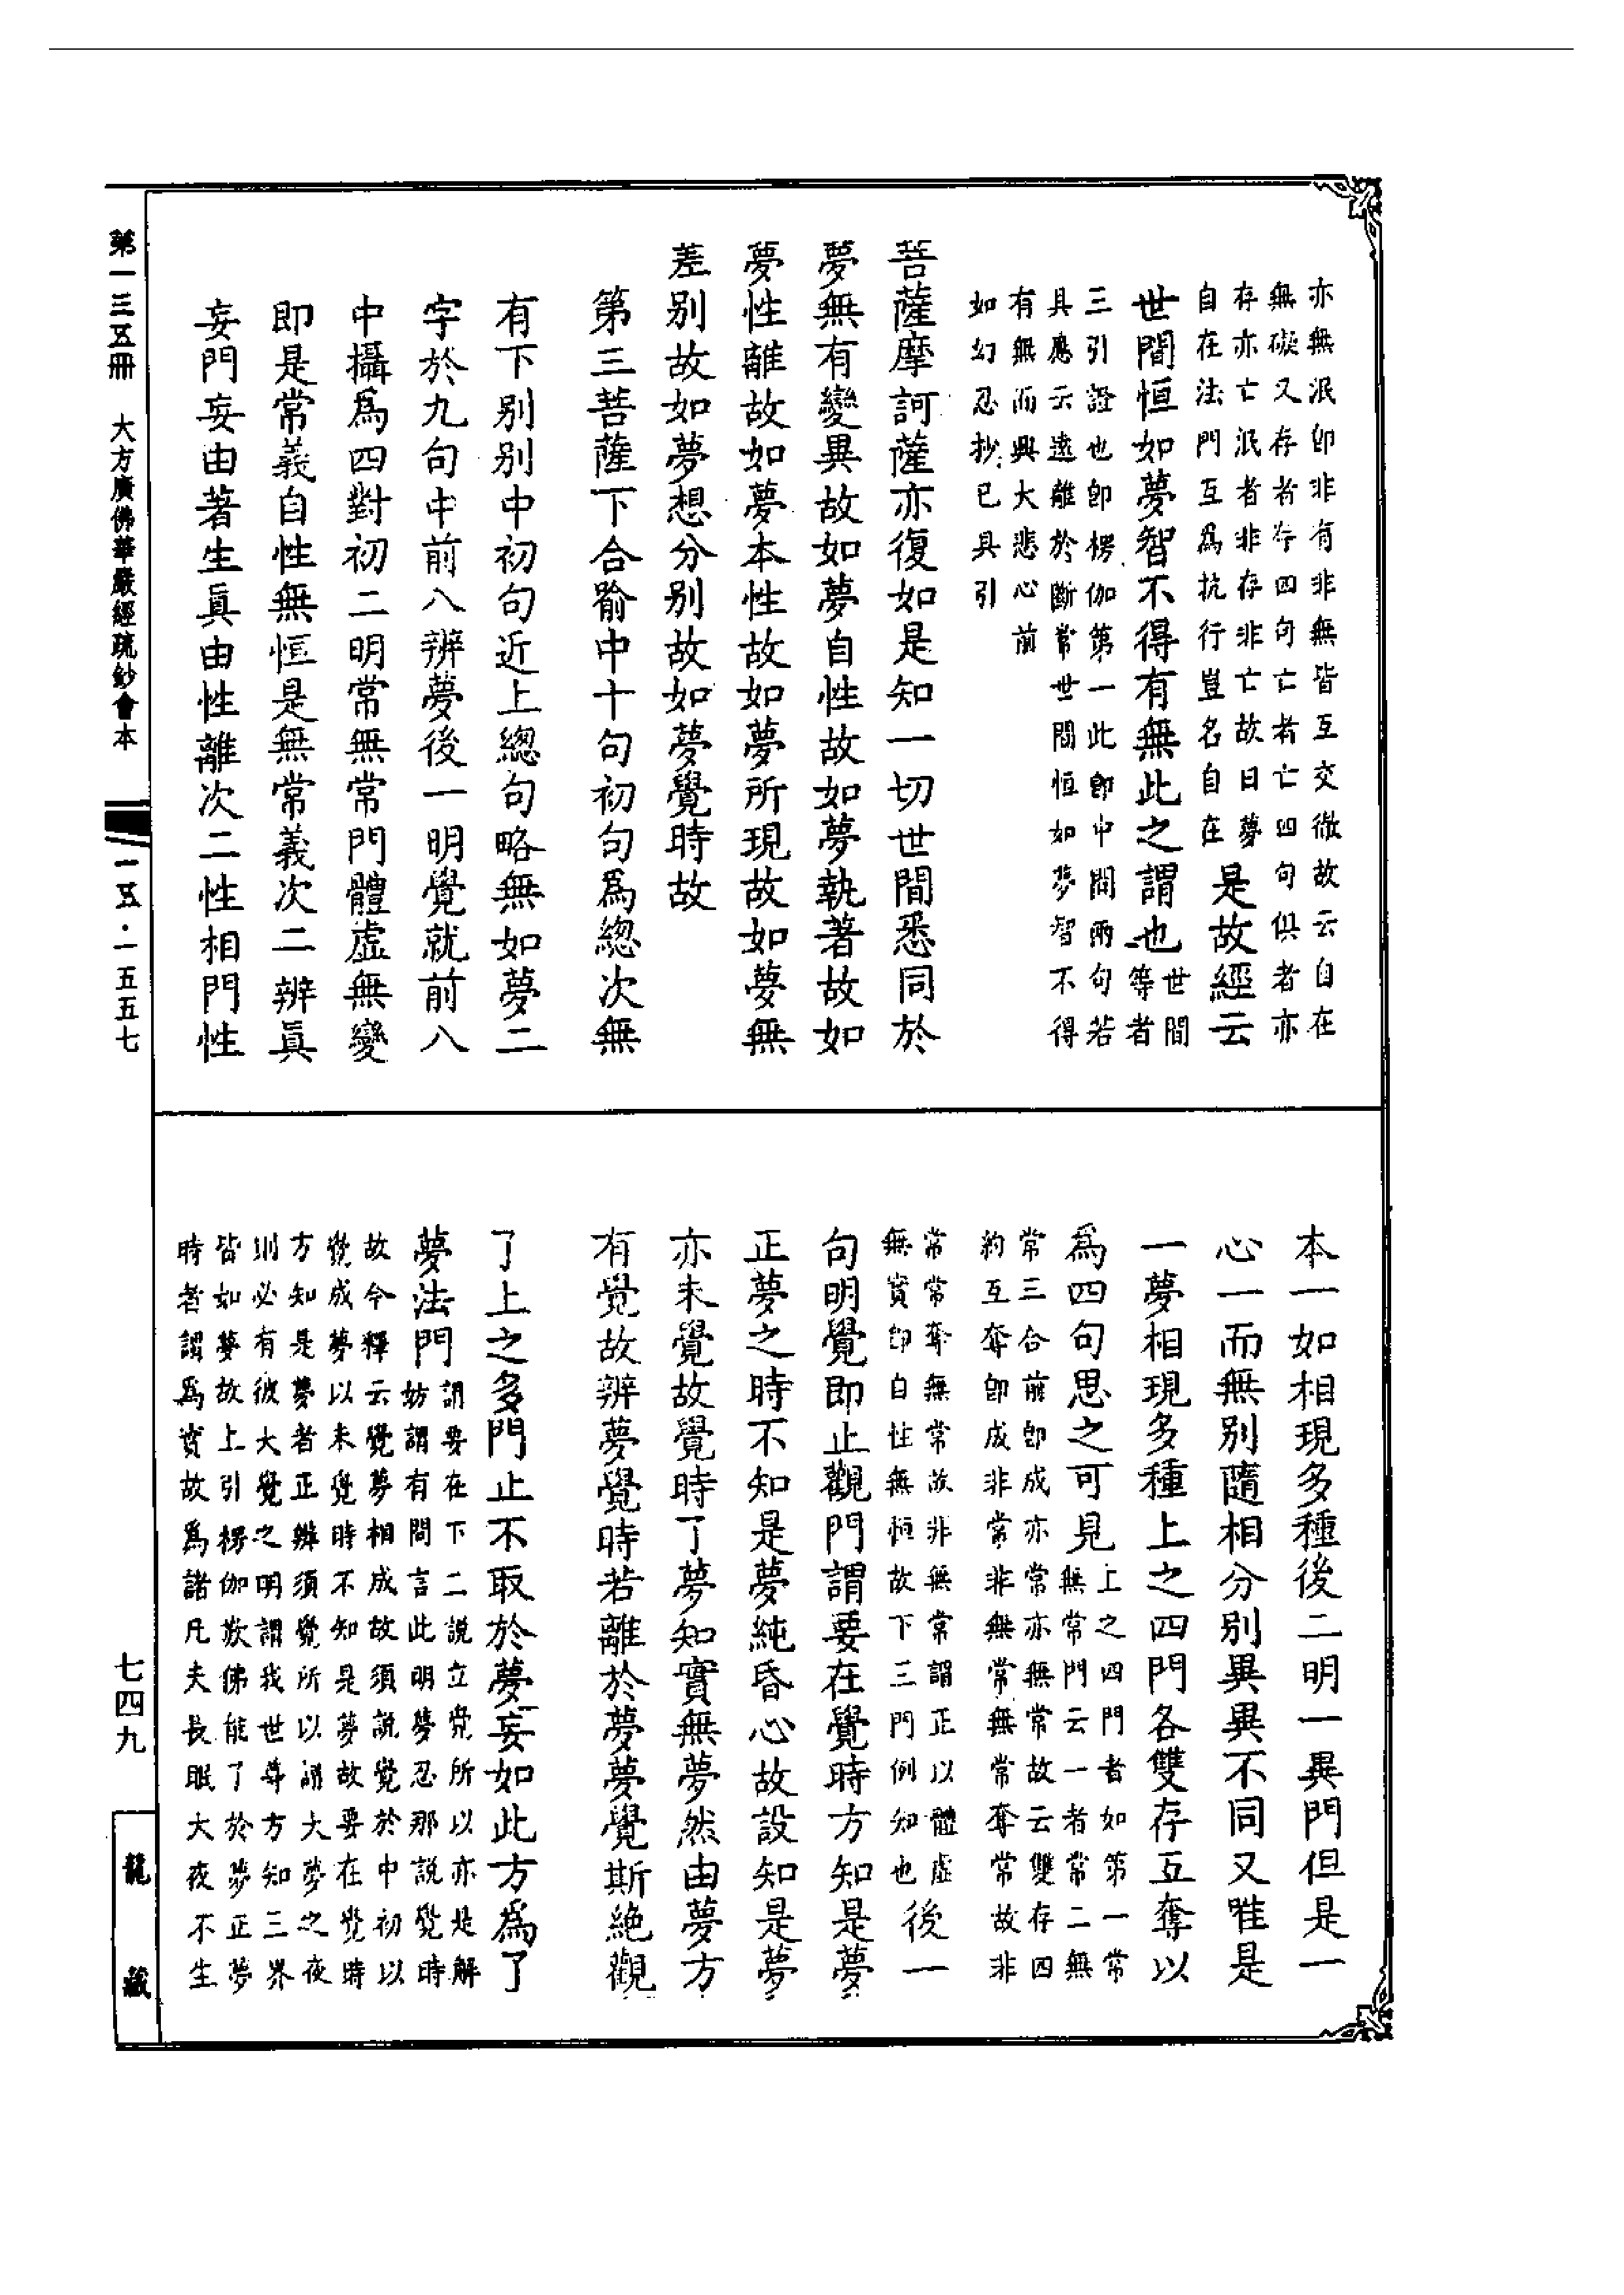 亦無泯卽非有非無皆互交徹故云自在
無礙又存者存四句亡者亡四句俱者亦
存亦亡泯者非存非亡故日夢
自在法門互爲抗行豈名自在
是故經云
世間恒如夢智不得有無此之謂也
世間
等者
三引證也卽楞伽第一此卽中間兩句若
具應云遠離於斷常世間恒如夢智不得
有無而興大悲心前
如幻忍抄已具引
菩薩摩訶薩亦復如是知一切世間悉同於
夢無有變異故如夢自性故如夢執著故如
夢性離故如夢本性故如夢所現故如夢無
差別故如夢想分別故如夢覺時故
第三菩薩下合喻中十句初句爲總次無
有下別別中初句近上總句略無如夢二
字於九句中前八辨夢後一明覺就前八
中攝爲四對初二明常無常門體虛無變
即是常義自性無恒是無常義次二辨眞
妄門妄由著生眞由性離次二性相門性
本一如相現多種後二明一異門但是一
心一而無別隨相分別異異不同又唯是
一夢相現多種上之四門各雙存互奪以
爲四句思之可見
上之四門者如第一常
無常門云一者常二無
常三合前卽成亦常亦無常故云雙存四
約互奪卽成非常非無常無常奪常故非
常常奪無常故非無常謂正以體虛
無實卽自性無恒故下三門例知也
後一
句明覺即止觀門謂要在覺時方知是夢
正夢之時不知是夢純昏心故設知是夢
亦未覺故覺時了夢知實無夢然由夢方
有覺故辨夢覺時若離於夢夢覺斯絶觀
了上之多門止不取於夢妄如此方爲了
夢法門
謂要在下二說立覺所以亦是解
妨謂有問言此明夢忍那說覺時
故今釋云覺夢相成故須說覺於中初以
覺成夢以未覺時不知是夢故要在覺時
方知是夢者正辨須覺所以謂大夢之夜
則必有彼大覺之明謂我世尊方知三界
皆如夢故上引楞伽歎佛能了於夢正夢
時者謂爲實故爲諸凡夫長眠大夜不生
第一三五冊　大方廣佛華嚴經疏鈔會本
一五·一五五七
七四九
龍藏